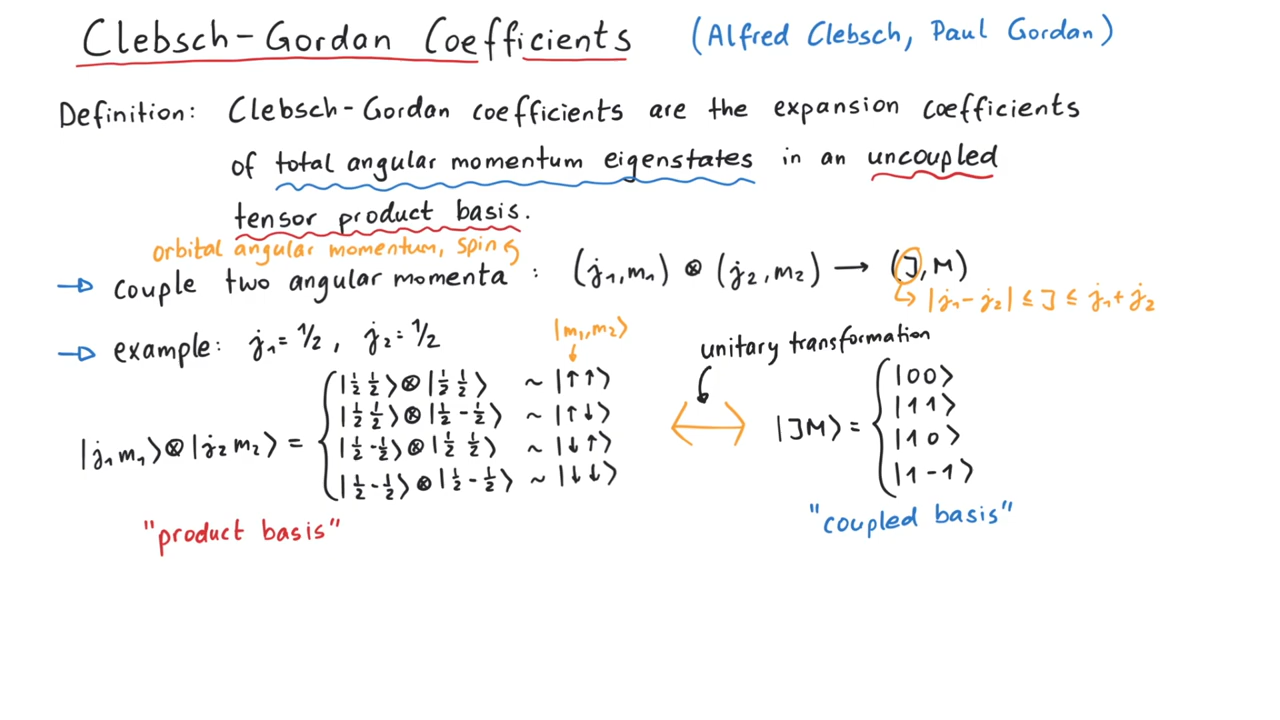 Clebsch-Gordan Coefficients (Alfred Clebsch, Paul Gordan)
Definition: Clebsch-Gordan coefficients are the expansion coefficients
of total angular momentum eigenstates in an uncoupled
tensor product basis.
orbital angular momentum, spin
→ couple two angular momenta : (j₁,m₁) ⊗ (j₂,m₂) → (J,M)
|j₁-j₂| ≤ J ≤ j₁+j₂
→ example: j₁=1/2, j₂=1/2
|m₁,m₂⟩
unitary transformation
|½ ½⟩⊗|½ ½⟩ ~ |↑↑⟩
|½ ½⟩⊗|½ -½⟩ ~ |↑↓⟩
|½ -½⟩⊗|½ ½⟩ ~ |↓↑⟩
|½ -½⟩⊗|½ -½⟩ ~ |↓↓⟩
|j₁m₁⟩⊗|j₂m₂⟩ =
|JM⟩ =
|00⟩
|11⟩
|10⟩
|1-1⟩
"product basis"
"coupled basis"